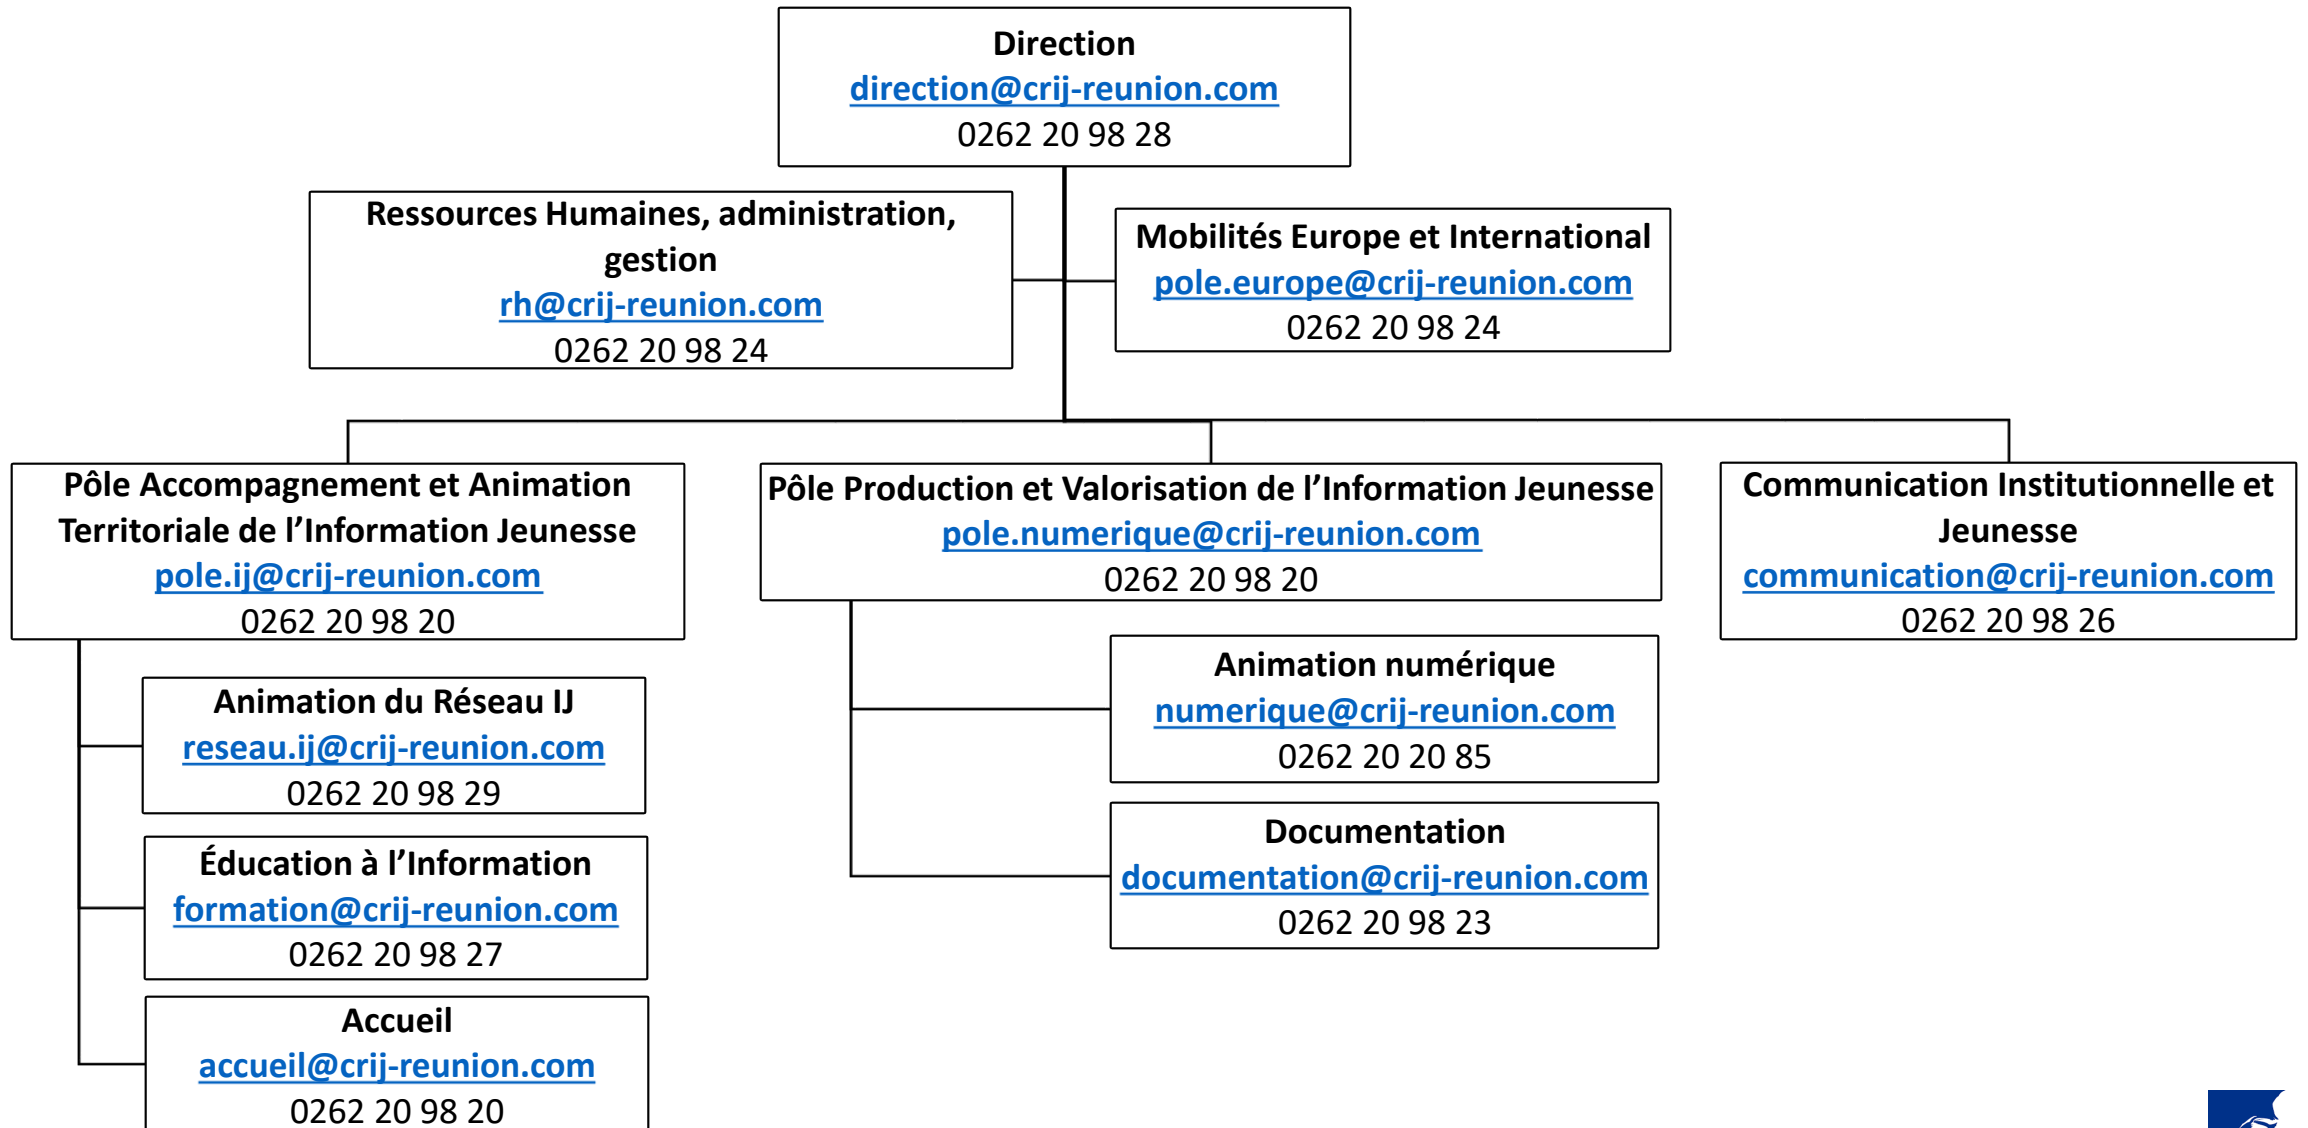 Direction
direction@crij-reunion.com
0262 20 98 28
Ressources Humaines, administration,
gestion
rh@crij-reunion.com
0262 20 98 24
Mobilités Europe et International
pole.europe@crij-reunion.com
0262 20 98 24
Pôle Accompagnement et Animation
Territoriale de l’Information Jeunesse
pole.ij@crij-reunion.com
0262 20 98 20
Animation du Réseau IJ
reseau.ij@crij-reunion.com
0262 20 98 29
Éducation à l’Information
formation@crij-reunion.com
0262 20 98 27
Accueil
accueil@crij-reunion.com
0262 20 98 20
Pôle Production et Valorisation de l’Information Jeunesse
pole.numerique@crij-reunion.com
0262 20 98 20
Animation numérique
numerique@crij-reunion.com
0262 20 20 85
Documentation
documentation@crij-reunion.com
0262 20 98 23
Communication Institutionnelle et
Jeunesse
communication@crij-reunion.com
0262 20 98 26